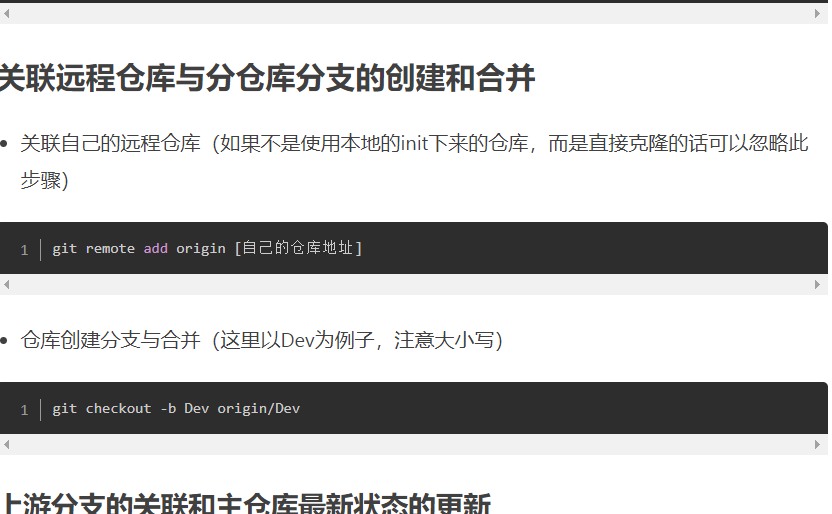 关联远程仓库与分仓库分支的创建和合并
关联自己的远程仓库（如果不是使用本地的init下来的仓库，而是直接克隆的话可以忽略此
步骤）
1 git remote add origin [自己的仓库地址]
仓库创建分支与合并（这里以Dev为例子，注意大小写）
1 git checkout -b Dev origin/Dev
上游分支的关联和主仓库最新状态的更新